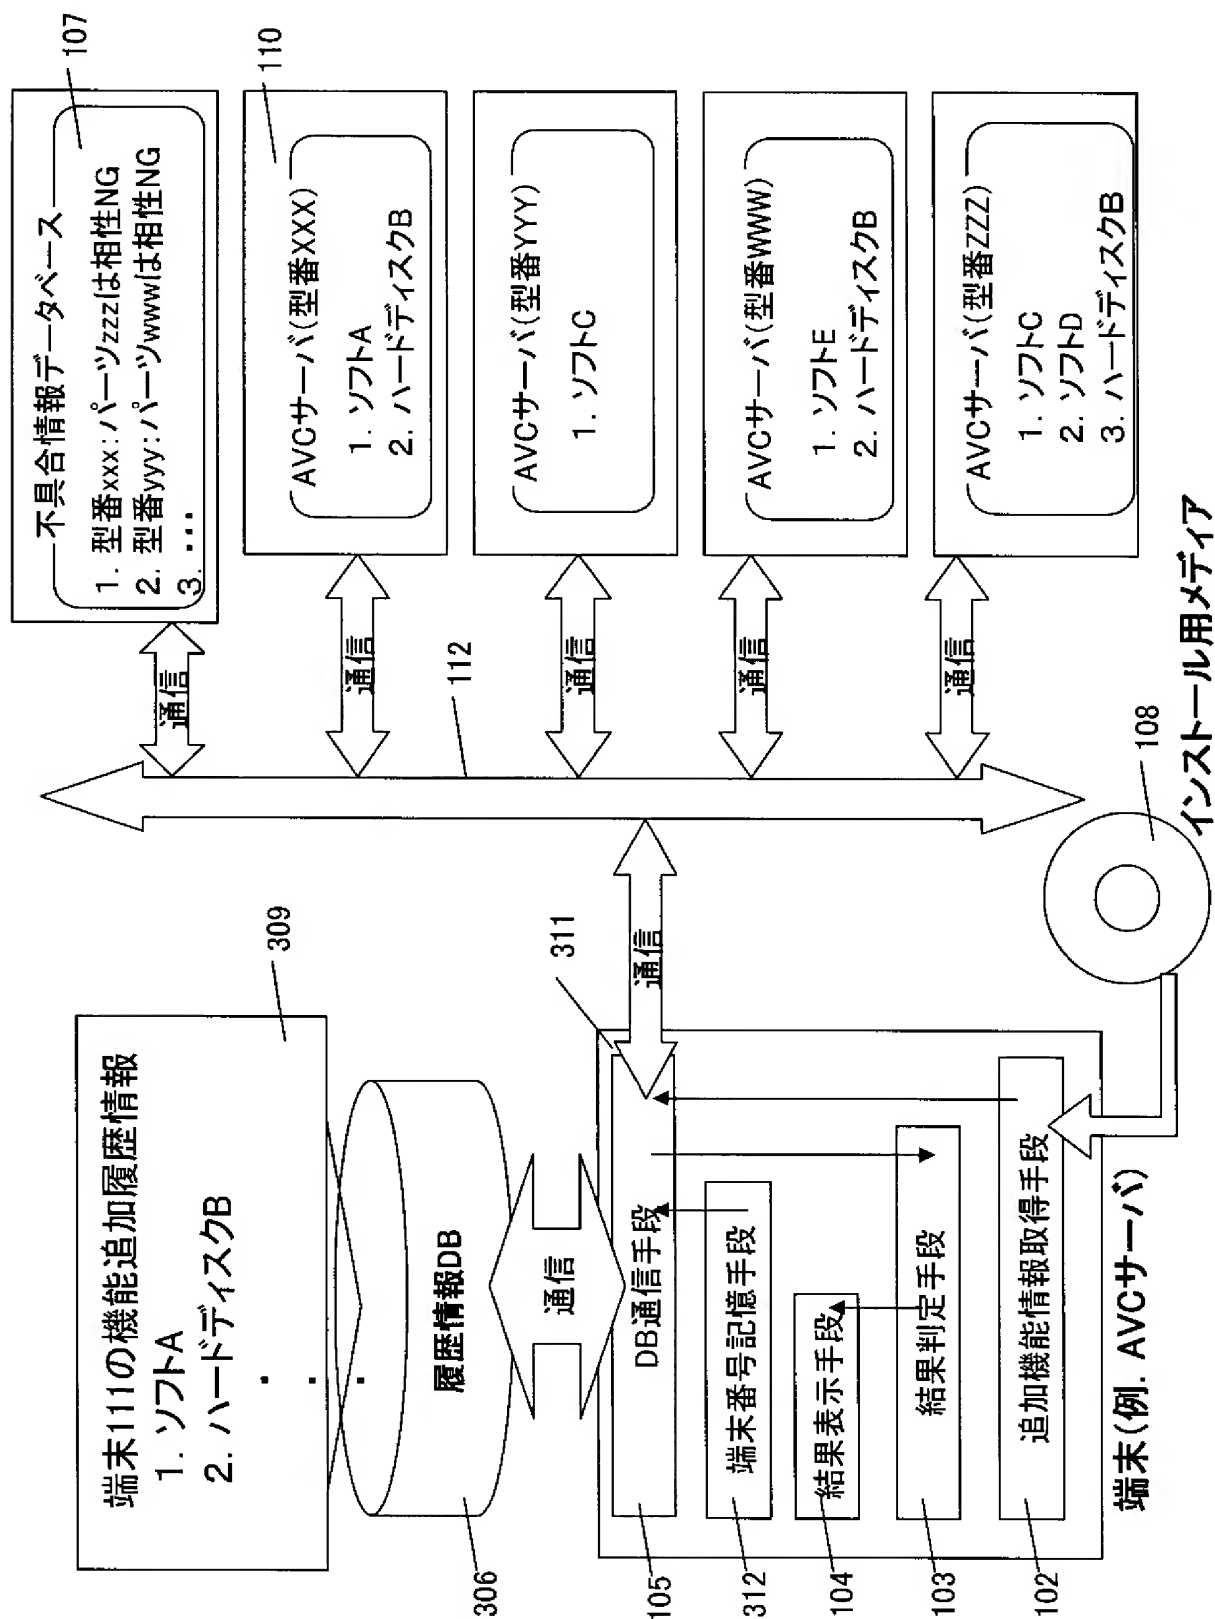 端末111の機能追加履歴情報
1. ソフトA
2. ハードディスクB
・・・
309
履歴情報DB
306
通信
311
DB通信手段
105
端末番号記憶手段
312
結果表示手段
104
結果判定手段
103
追加機能情報取得手段
102
端末(例. AVCサーバ)
通信
112
108
インストール用メディア
通信
不具合情報データベース
1. 型番xxx:パーツzzzは相性NG
2. 型番yyy:パーツwwwは相性NG
3. ・・・
107
通信
AVCサーバ(型番XXX)
1. ソフトA
2. ハードディスクB
110
通信
AVCサーバ(型番YYY)
1. ソフトC
通信
AVCサーバ(型番WWW)
1. ソフトE
2. ハードディスクB
通信
AVCサーバ(型番ZZZ)
1. ソフトC
2. ソフトD
3. ハードディスクB